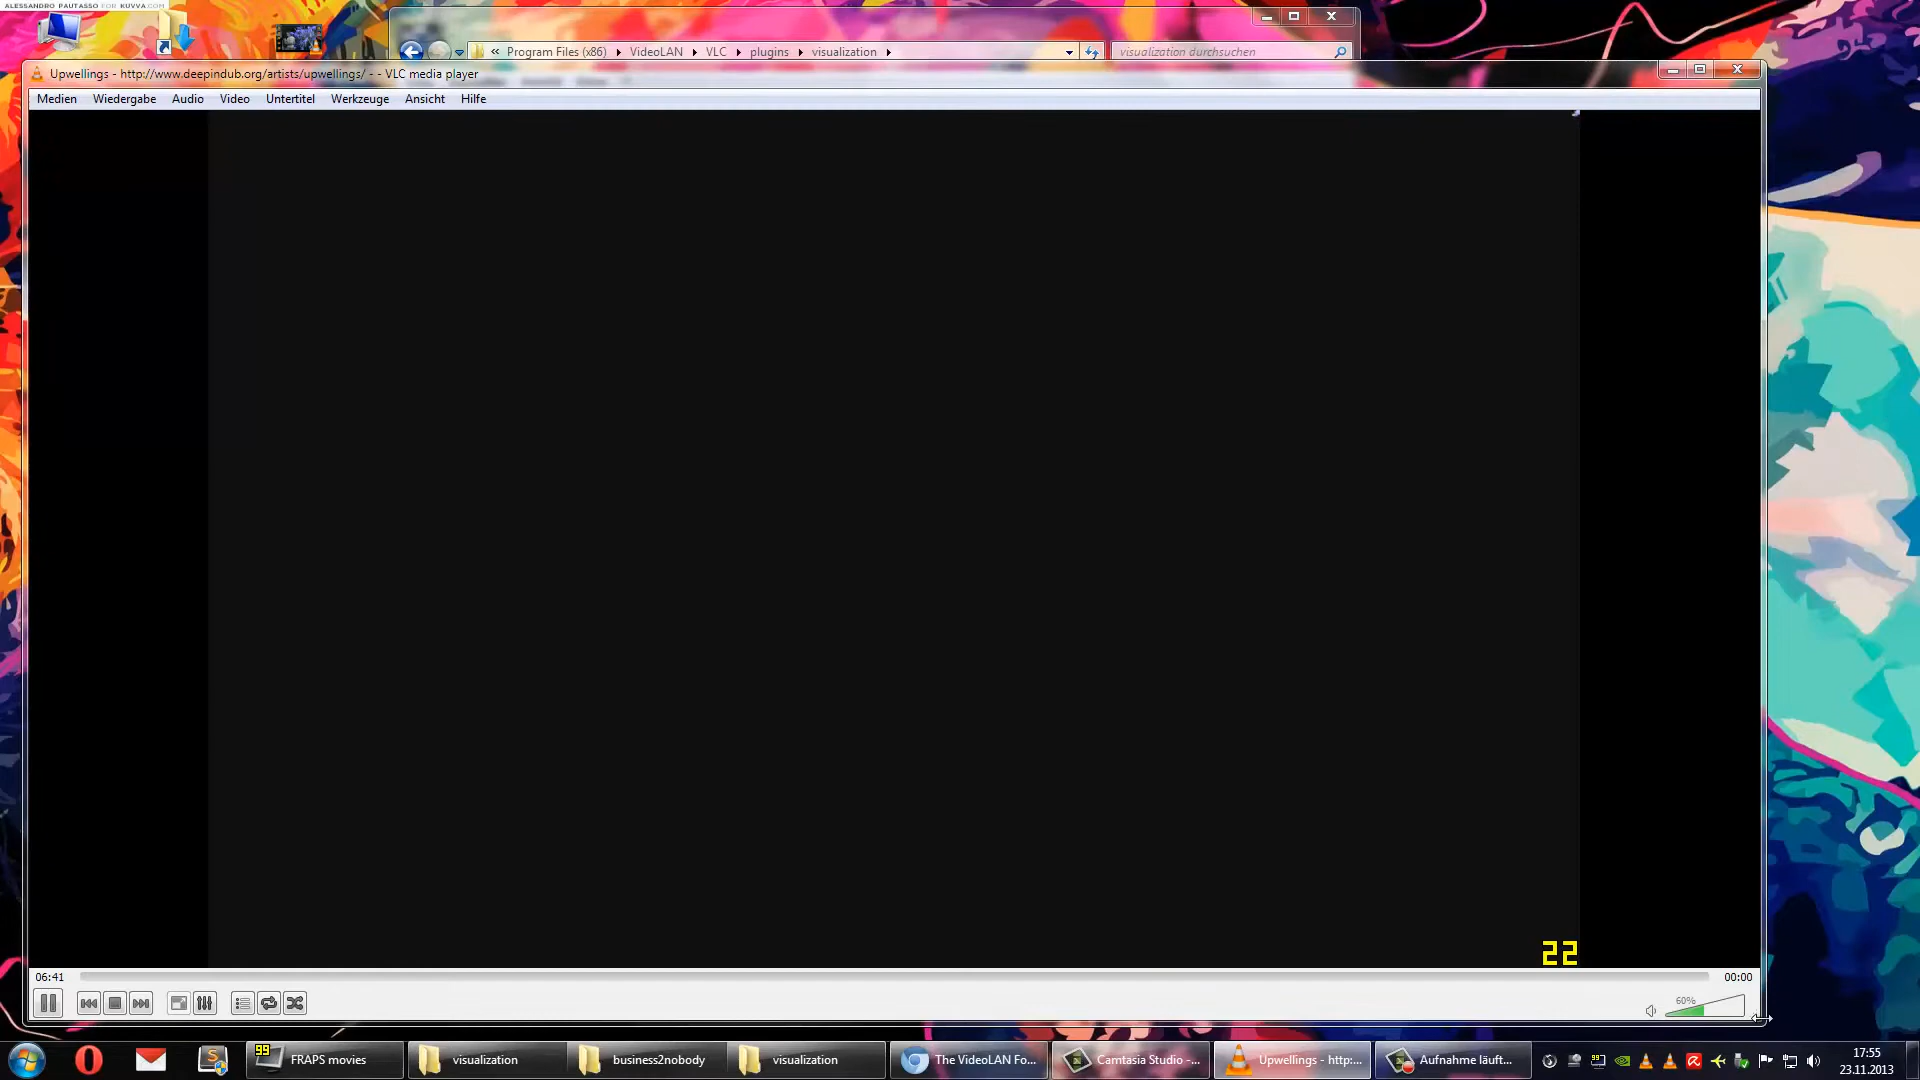 ALESSANDRO PAUTASSO FOR KUVVA.COM
« Program Files (x86) VideoLAN VLC plugins visualization
visualization durchsuchen
Upwellings - http://www.deepindub.org/artists/upwellings/ - - VLC media player
Medien Wiedergabe Audio Video Untertitel Werkzeuge Ansicht Hilfe
22
06:41 00:00
60%
99 FRAPS movies visualization business2nobody visualization The VideoLAN Fo... Camtasia Studio -... Upwellings - http:... Aufnahme läuft...
17:55
23.11.2013